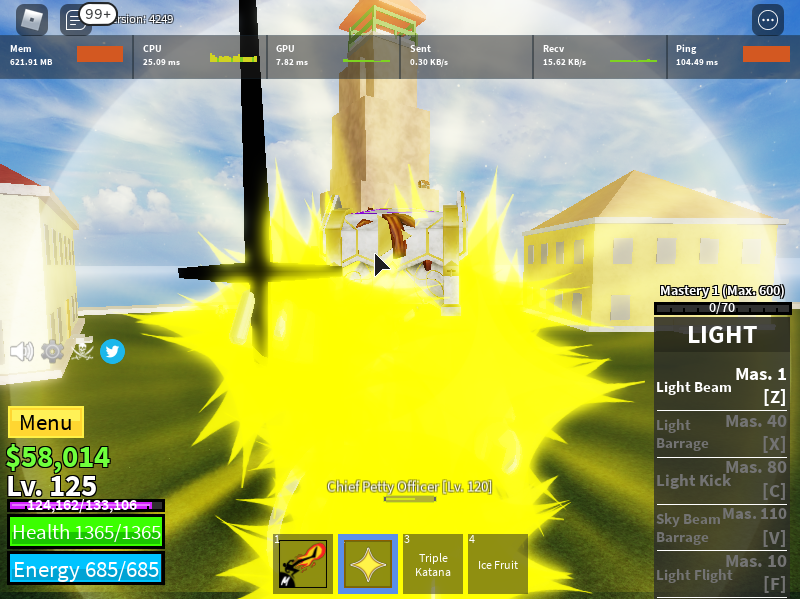 99+
ersion: 4249
Mem
621.91 MB
CPU
25.09 ms
GPU
7.82 ms
Sent
0.30 KB/s
Recv
15.62 KB/s
Ping
104.49 ms
Mastery 1 (Max. 600)
0/70
LIGHT
Mas. 1
Light Beam
[Z]
Mas. 40
Light
Barrage
[X]
Mas. 80
Light Kick
[C]
Mas. 110
Sky Beam
Barrage
[V]
Mas. 10
Light Flight
[F]
Menu
$58,014
Lv. 125
124,162/133,106
Health 1365/1365
Energy 685/685
Chief Petty Officer [Lv. 120]
1
3
Triple
Katana
4
Ice Fruit